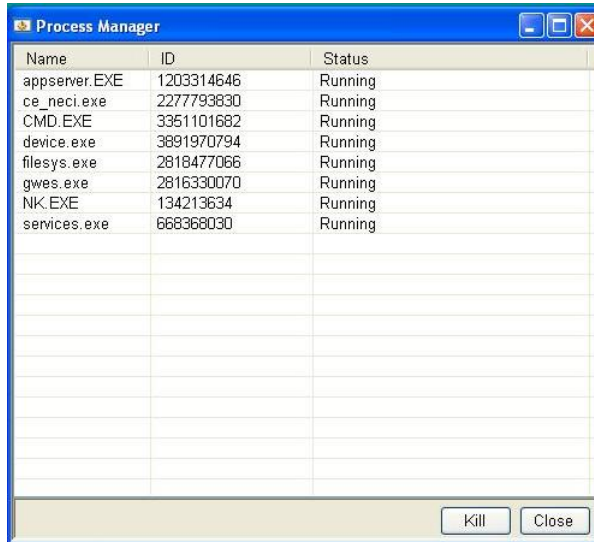 Process Manager
Name ID Status
appserver.EXE 1203314646 Running
ce_neci.exe 2277793830 Running
CMD.EXE 3351101682 Running
device.exe 3891970794 Running
filesys.exe 2818477066 Running
gwes.exe 2816330070 Running
NK.EXE 134213634 Running
services.exe 668368030 Running
Kill Close